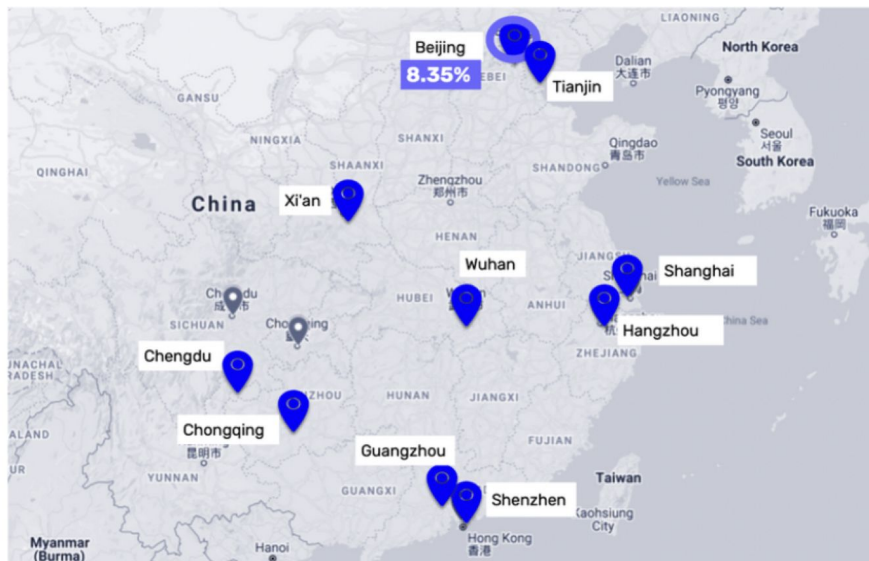 LIAONING
Beijing
8.35%
EBEI
Tianjin
Dalian
大连市
North Korea
Pyongyang
평양
GANSU
NINGXIA
SHANXI
SHAANXI
SHANDONG
Qingdao
青岛市
Seoul
서울
South Korea
QINGHAI
China
Xi'an
Zhengzhou
郑州市
Yellow Sea
HENAN
Fukuoka
福岡
JIANGSU
Wuhan
Shanghai
HUBEI
ANHUI
Hangzhou
China Sea
ZHEJIANG
SICHUAN
Chengdu
UNACHAL
RADESH
HUNAN
JIANGXI
Chongqing
昆明市
YUNNAN
Guangzhou
FUJIAN
GUANGXI
Shenzhen
Taiwan
Kaohsiung
City
Hong Kong
香港
Myanmar
(Burma)
Hanoi